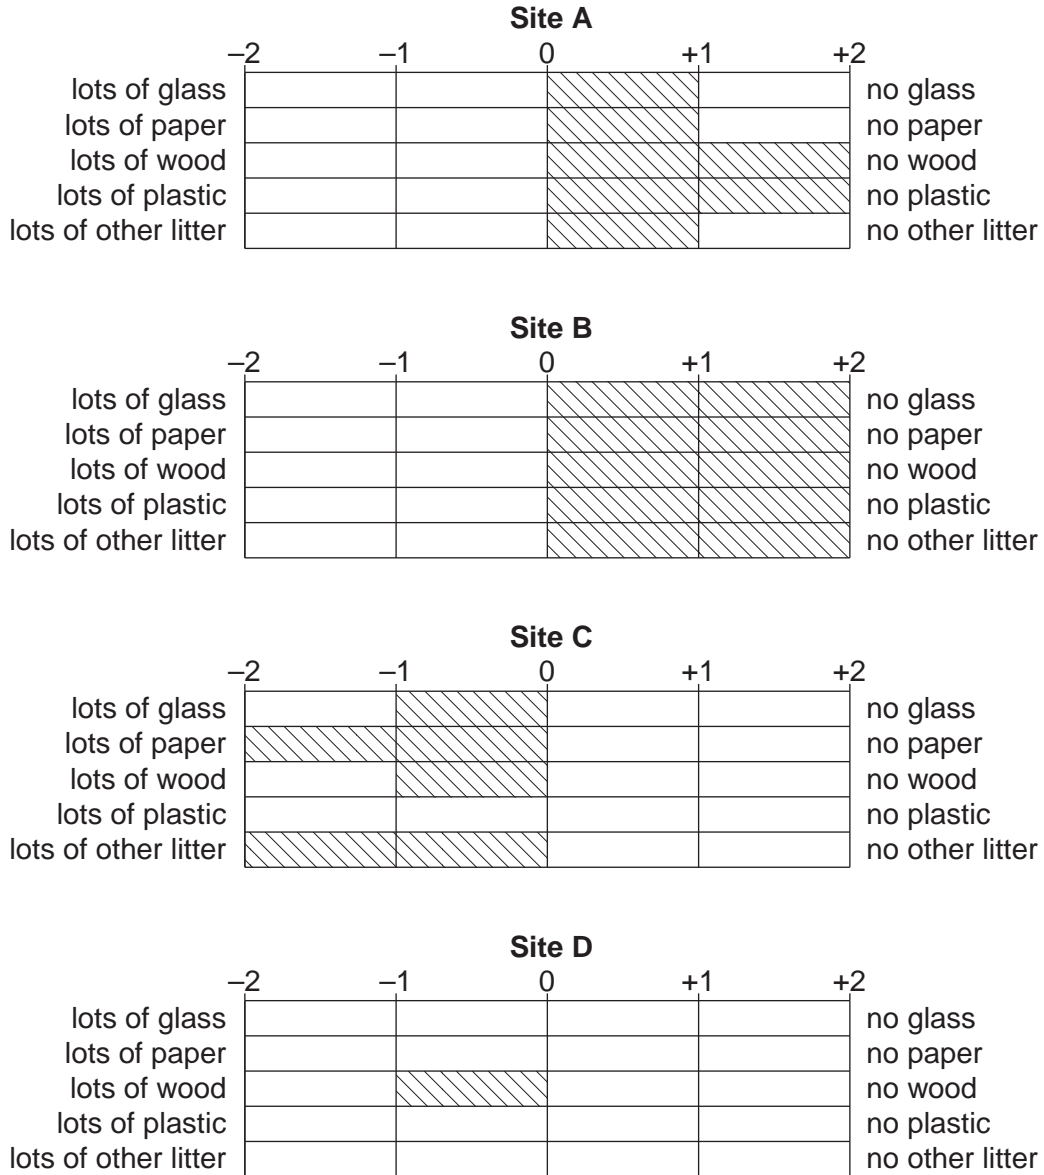 Site A
–2 –1 0 +1 +2
lots of glass no glass
lots of paper no paper
lots of wood no wood
lots of plastic no plastic
lots of other litter no other litter
Site B
–2 –1 0 +1 +2
lots of glass no glass
lots of paper no paper
lots of wood no wood
lots of plastic no plastic
lots of other litter no other litter
Site C
–2 –1 0 +1 +2
lots of glass no glass
lots of paper no paper
lots of wood no wood
lots of plastic no plastic
lots of other litter no other litter
Site D
–2 –1 0 +1 +2
lots of glass no glass
lots of paper no paper
lots of wood no wood
lots of plastic no plastic
lots of other litter no other litter